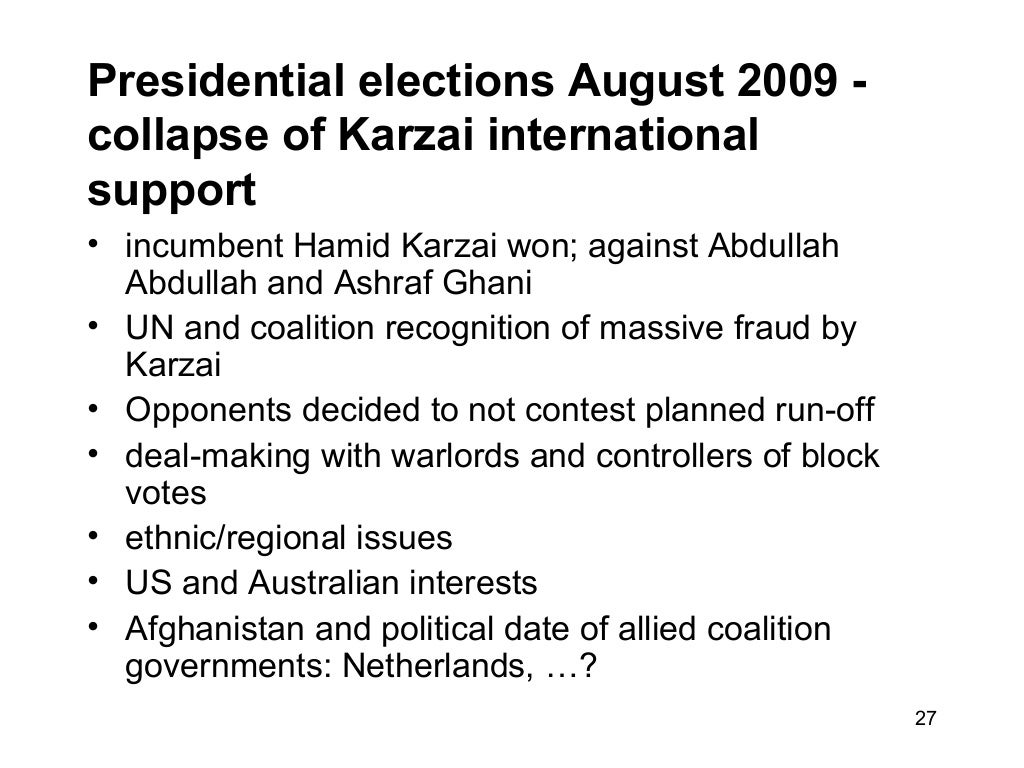 Presidential elections August 2009 -
collapse of Karzai international
support
• incumbent Hamid Karzai won; against Abdullah
Abdullah and Ashraf Ghani
• UN and coalition recognition of massive fraud by
Karzai
• Opponents decided to not contest planned run-off
• deal-making with warlords and controllers of block
votes
• ethnic/regional issues
• US and Australian interests
• Afghanistan and political date of allied coalition
governments: Netherlands, …?
27